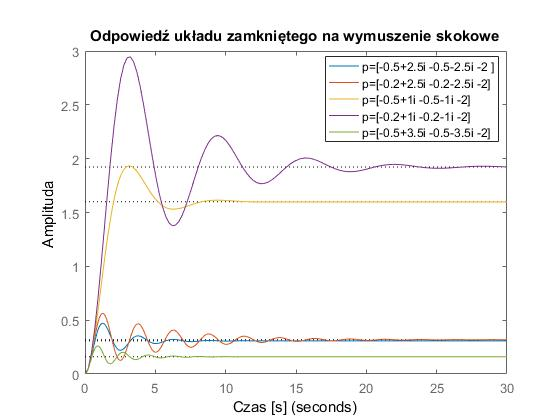 Odpowiedź układu zamkniętego na wymuszenie skokowe
p=[-0.5+2.5i -0.5-2.5i -2 ]
p=[-0.2+2.5i -0.2-2.5i -2]
p=[-0.5+1i -0.5-1i -2]
p=[-0.2+1i -0.2-1i -2]
p=[-0.5+3.5i -0.5-3.5i -2]
3
2.5
2
1.5
1
0.5
0
Amplituda
0 5 10 15 20 25 30
Czas [s] (seconds)